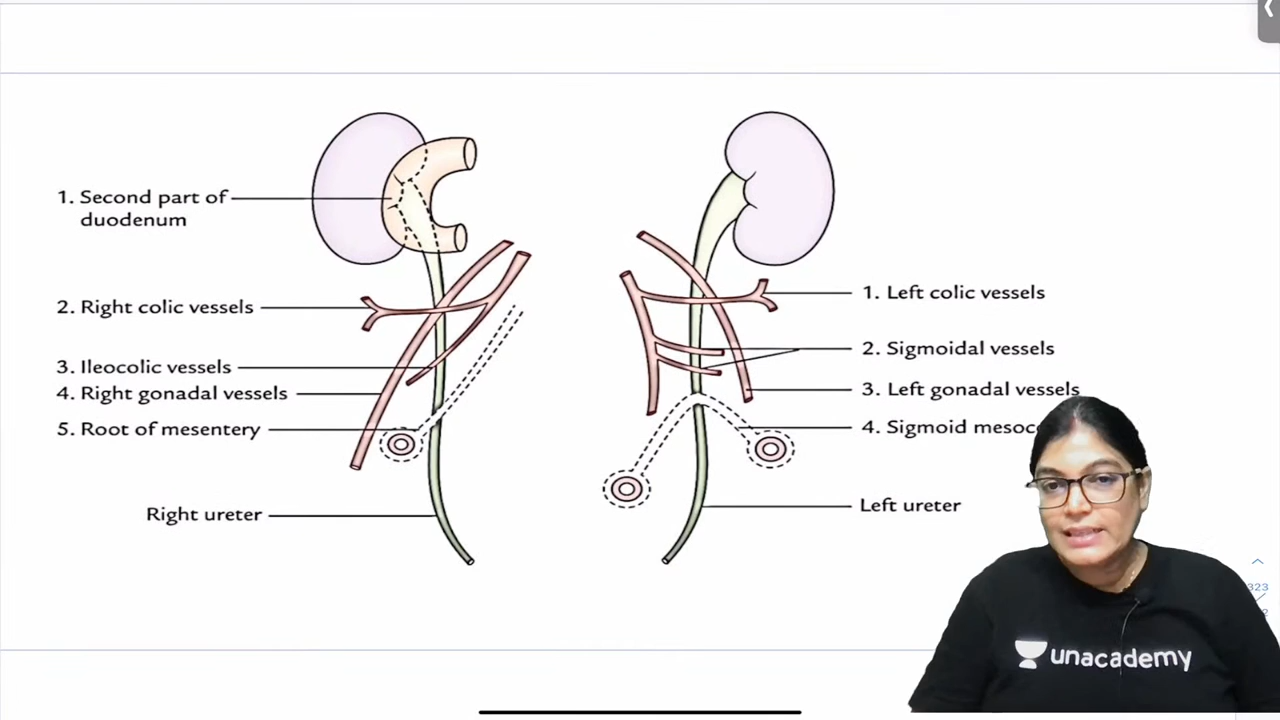 1. Second part of
duodenum
2. Right colic vessels
3. Ileocolic vessels
4. Right gonadal vessels
5. Root of mesentery
Right ureter
1. Left colic vessels
2. Sigmoidal vessels
3. Left gonadal vessels
4. Sigmoid
Left ureter
323
unacademy